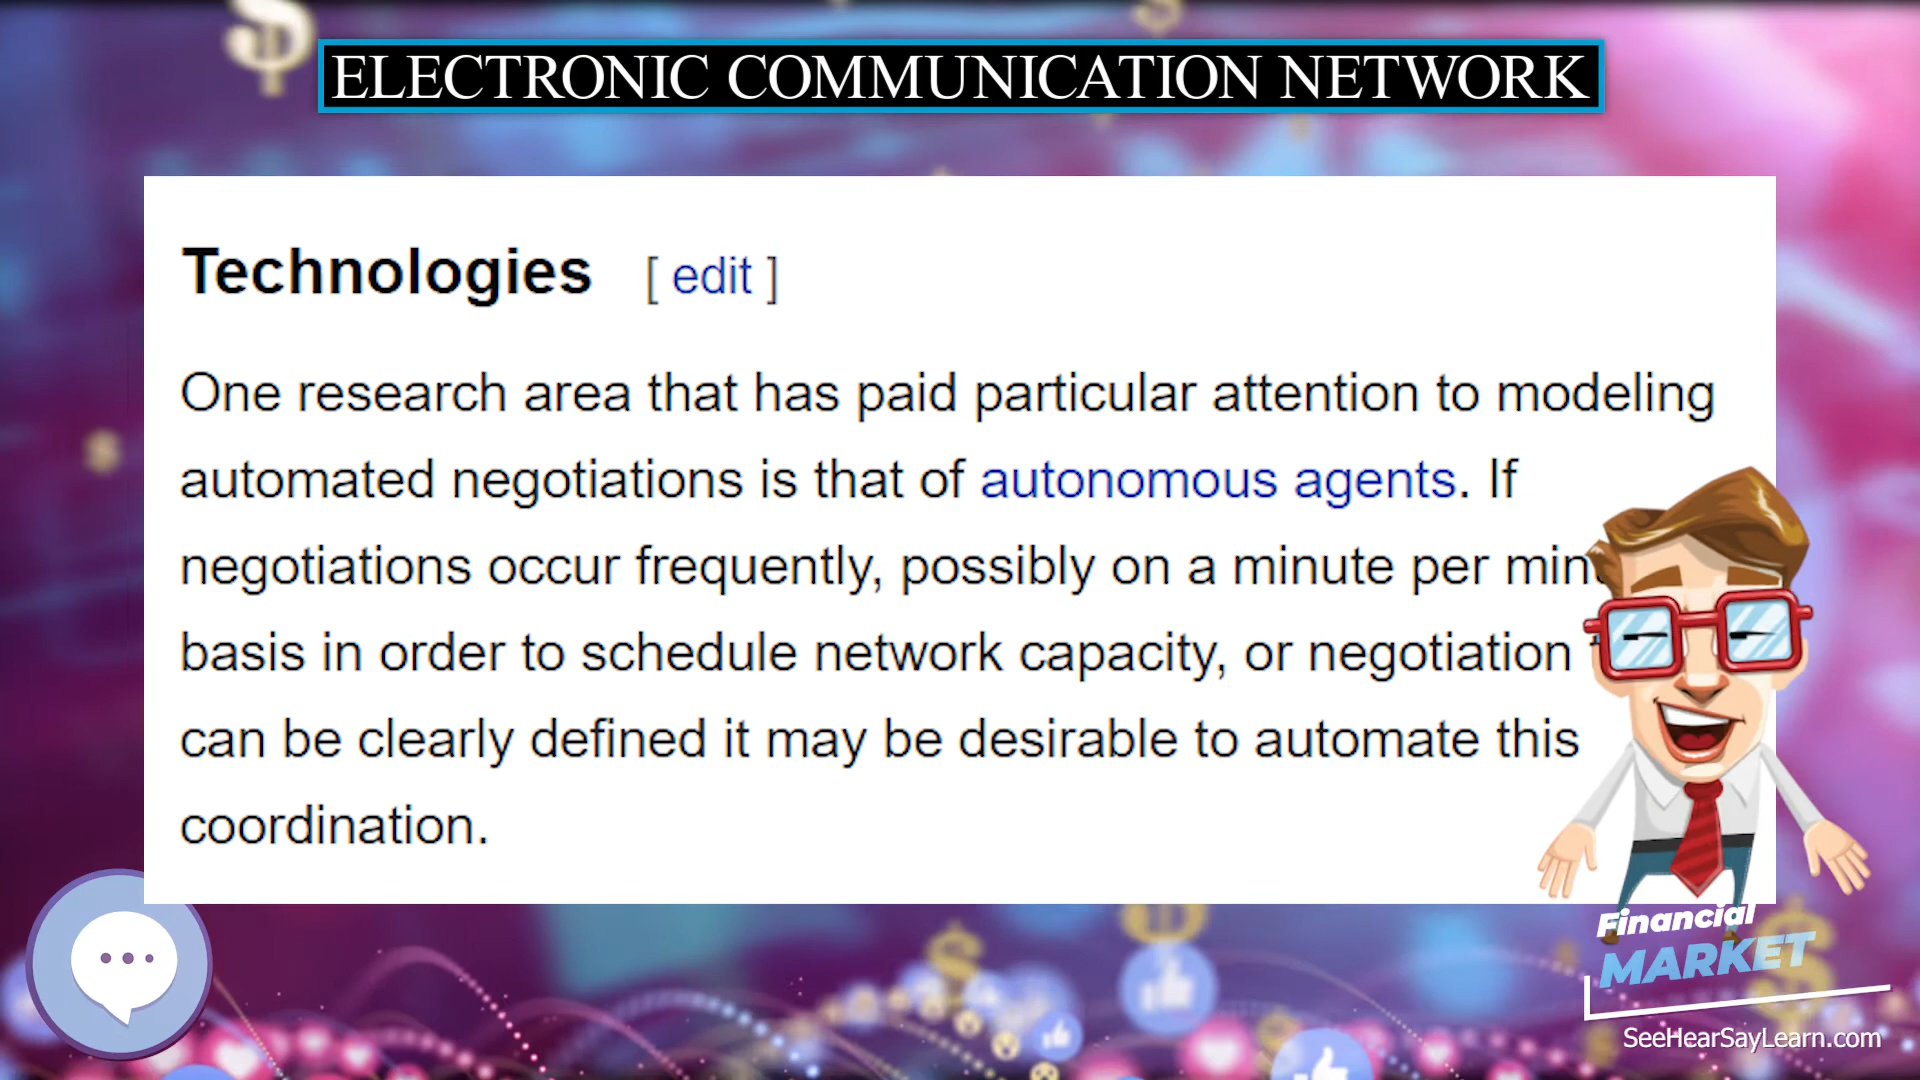 ELECTRONIC COMMUNICATION NETWORK
Technologies [ edit ]
One research area that has paid particular attention to modeling
automated negotiations is that of autonomous agents. If
negotiations occur frequently, possibly on a minute per
basis in order to schedule network capacity, or negotiation
can be clearly defined it may be desirable to automate this
coordination.
Financial
MARKET
SeeHearSayLearn.com